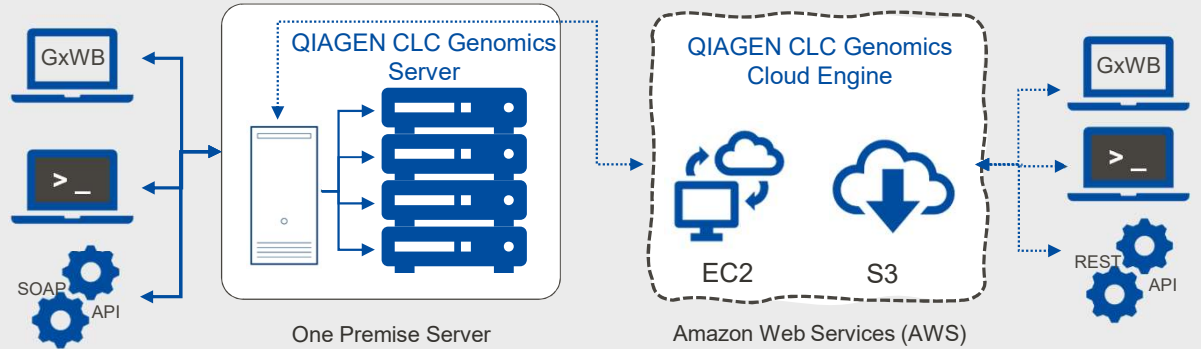 GxWB
> _
SOAP
API
QIAGEN CLC Genomics
Server
One Premise Server
QIAGEN CLC Genomics
Cloud Engine
EC2
S3
Amazon Web Services (AWS)
GxWB
> _
REST
API